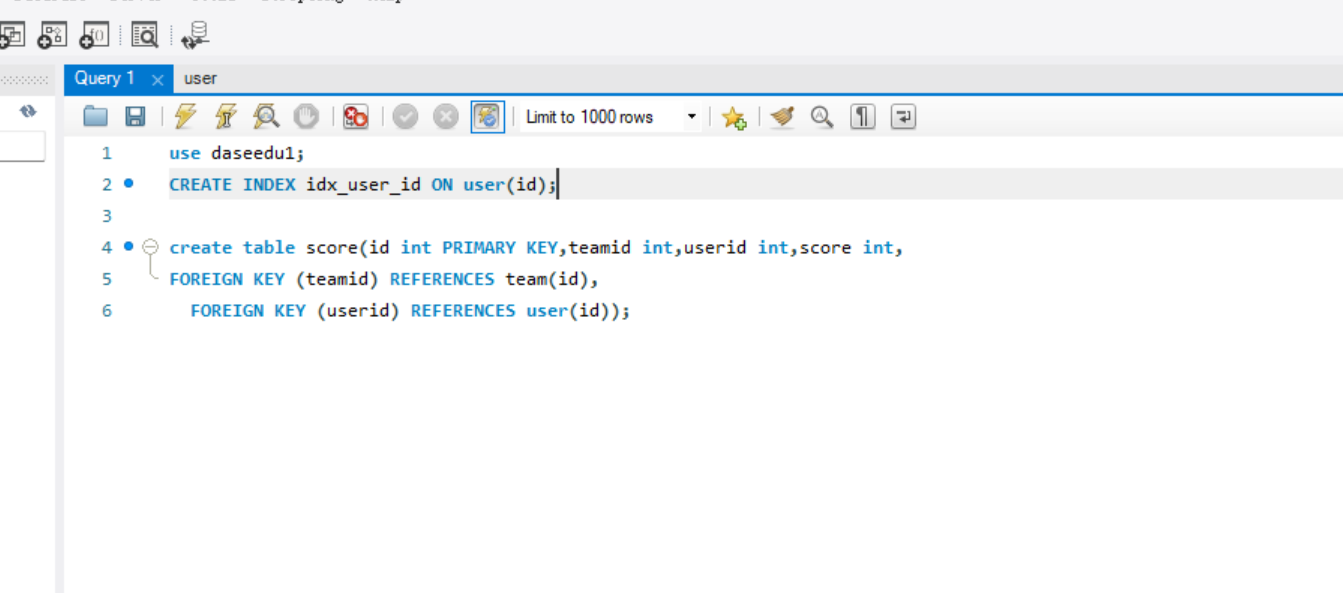 Query 1
user
Limit to 1000 rows
1 use daseedu1;
2 CREATE INDEX idx_user_id ON user(id);
3
4 create table score(id int PRIMARY KEY,teamid int,userid int,score int,
5 FOREIGN KEY (teamid) REFERENCES team(id),
6 FOREIGN KEY (userid) REFERENCES user(id));